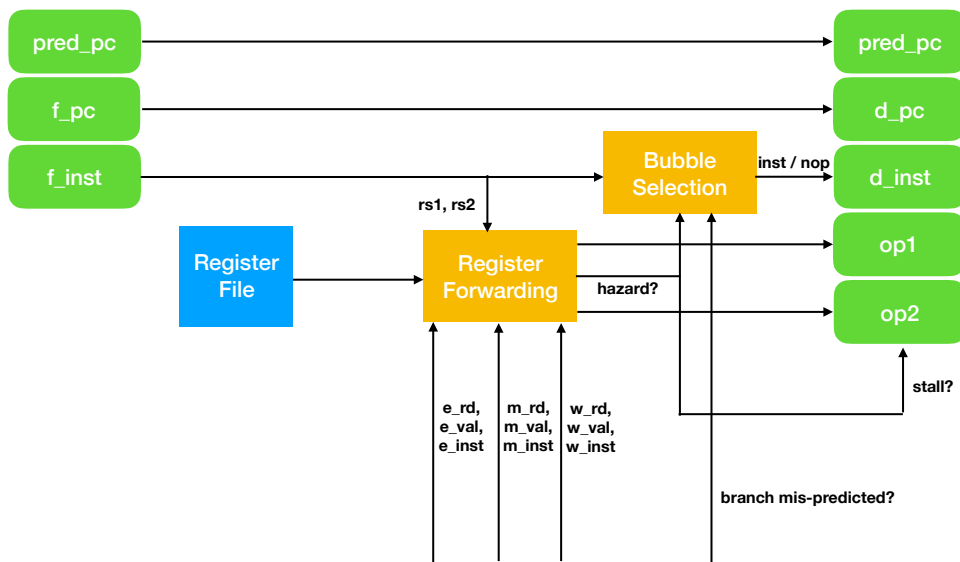 pred_pc
pred_pc
f_pc
d_pc
f_inst
Bubble
Selection
inst / nop
d_inst
rs1, rs2
Register
File
Register
Forwarding
op1
hazard?
op2
stall?
e_rd,
e_val,
e_inst
m_rd,
m_val,
m_inst
w_rd,
w_val,
w_inst
branch mis-predicted?